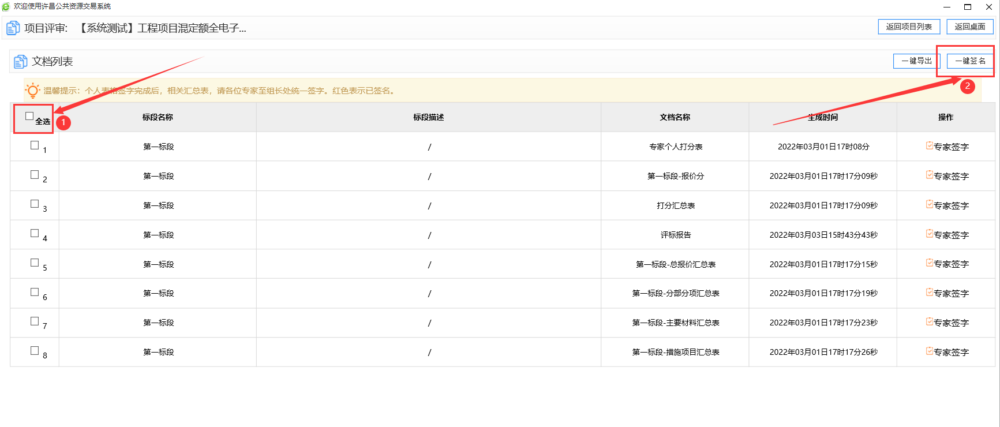 欢迎使用许昌公共资源交易系统
项目评审: 【系统测试】工程项目混定额全电子...
返回项目列表 返回桌面
文档列表
一键导出 一键签名
温馨提示：个人表格签字完成后，相关汇总表，请各位专家至组长处统一签字。红色表示已签名。
2
全选 标段名称 标段描述 文档名称 生成时间 操作
1
1 第一标段 / 专家个人打分表 2022年03月01日17时08分 专家签字
2 第一标段 / 第一标段-报价分 2022年03月01日17时17分09秒 专家签字
3 第一标段 / 打分汇总表 2022年03月01日17时17分09秒 专家签字
4 第一标段 / 评标报告 2022年03月03日15时43分43秒 专家签字
5 第一标段 / 第一标段-总报价汇总表 2022年03月01日17时17分15秒 专家签字
6 第一标段 / 第一标段-分部分项汇总表 2022年03月01日17时17分19秒 专家签字
7 第一标段 / 第一标段-主要材料汇总表 2022年03月01日17时17分23秒 专家签字
8 第一标段 / 第一标段-措施项目汇总表 2022年03月01日17时17分26秒 专家签字